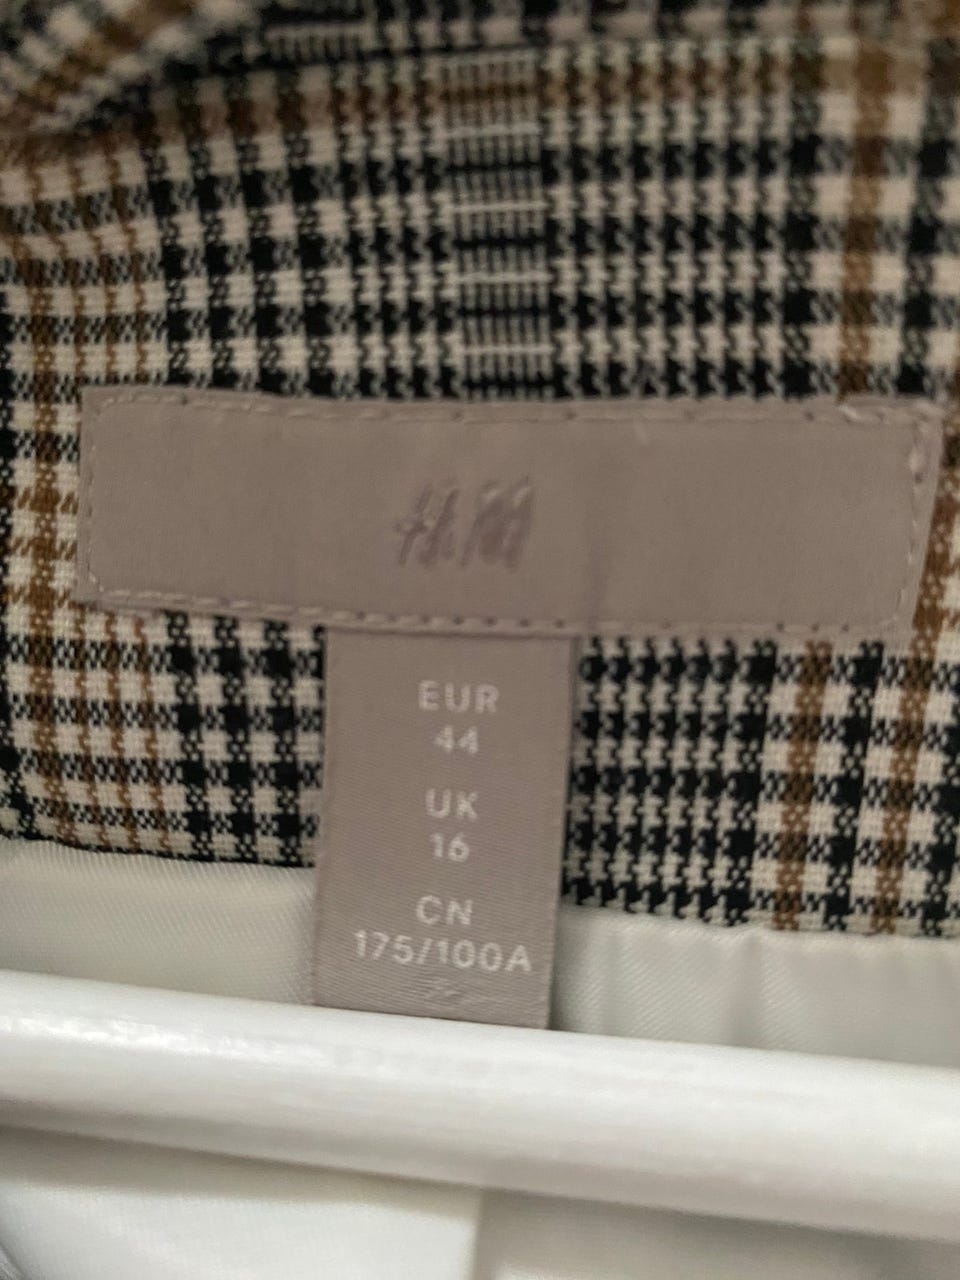 H&M
EUR
44
UK
16
CN
175/100A